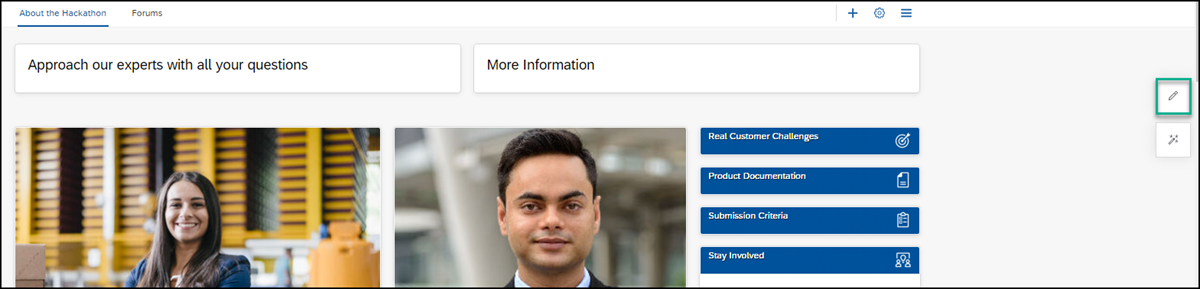 About the Hackathon
Forums
Approach our experts with all your questions
More Information
Real Customer Challenges
Product Documentation
Submission Criteria
Stay Involved